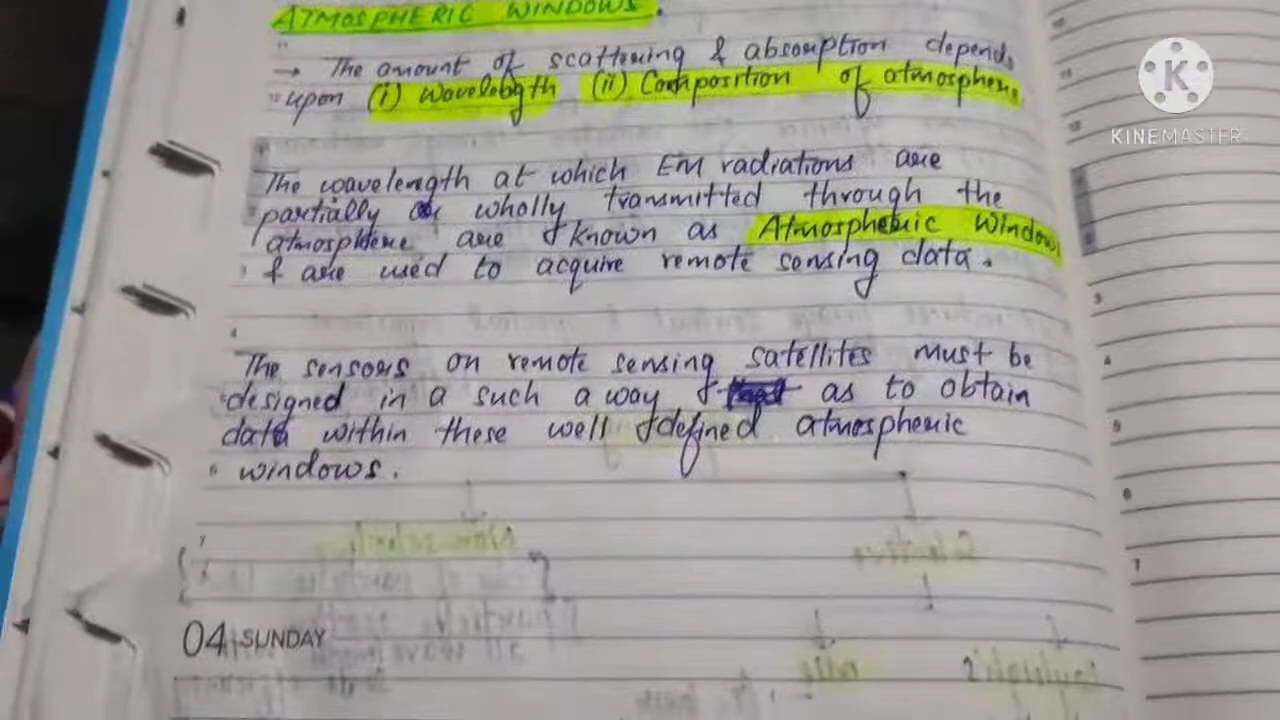 ATMOSPHERIC WINDOWS.
→ The amount of scattering & absorption depends
upon (i) Wavelength (ii) Composition of atmosphere
The wavelength at which EM radiations are
partially or wholly transmitted through the
atmosphere are known as Atmospheric Windows
& are used to acquire remote sensing data.
The sensors on remote sensing satellites must be
designed in a such a way as to obtain
data within these well defined atmospheric
windows.
04 SUNDAY
KINEMASTER